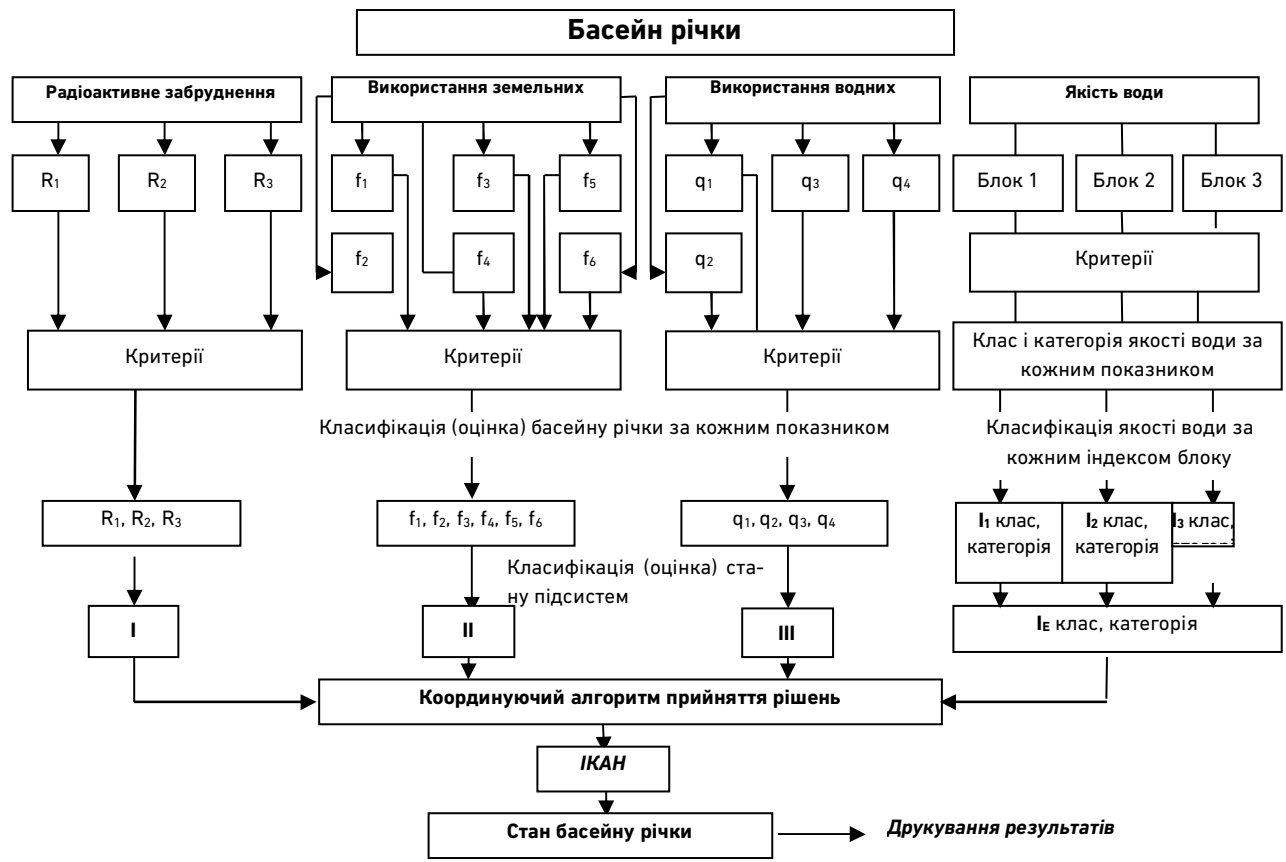 Басейн річки
Радіоактивне забруднення
Використання земельних
Використання водних
Якість води
R1
R2
R3
f1
f3
f5
q1
q3
q4
Блок 1
Блок 2
Блок 3
f2
f4
f6
q2
Критерії
Критерії
Критерії
Критерії
Клас і категорія якості води за
кожним показником
Класифікація (оцінка) басейну річки за кожним показником
Класифікація якості води за
кожним індексом блоку
R1, R2, R3
f1, f2, f3, f4, f5, f6
q1, q2, q3, q4
I1 клас,
категорія
I2 клас,
категорія
I3 клас,
Класифікація (оцінка) ста-
ну підсистем
I
II
III
IE клас, категорія
Координуючий алгоритм прийняття рішень
ІКАН
Стан басейну річки
Друкування результатів